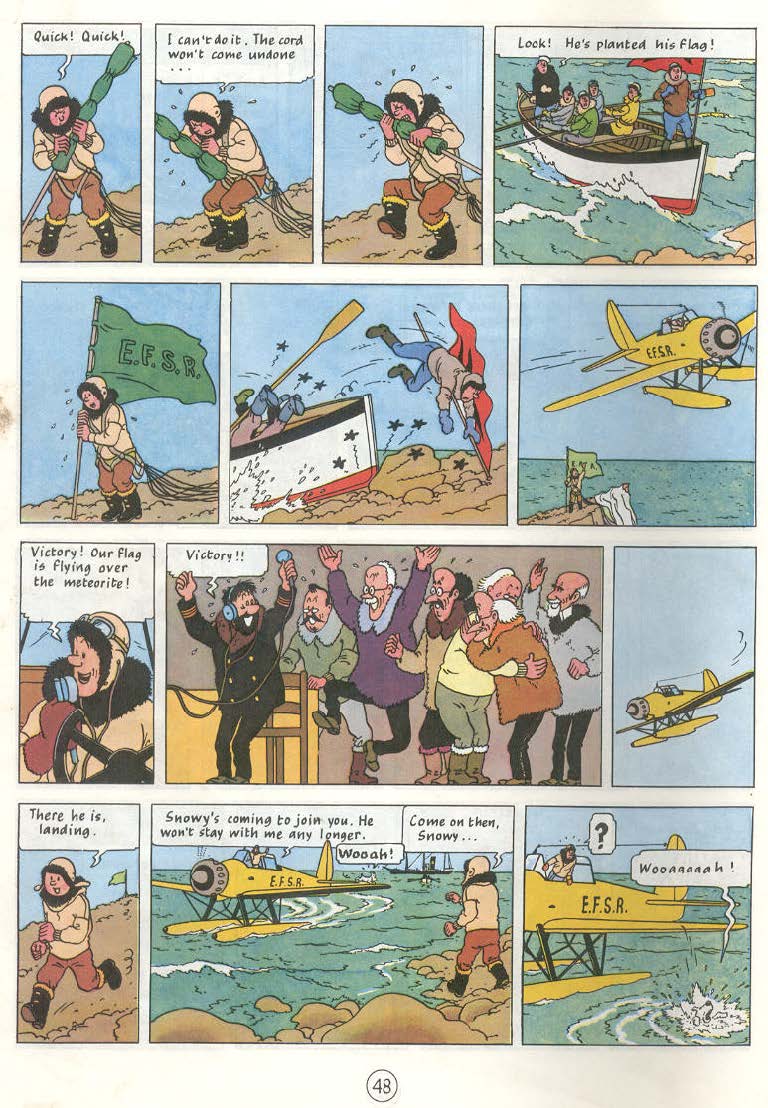 Quick! Quick!
I can't do it. The cord
won't come undone
...
Look! He's planted his flag!
E.F.S.R.
E.F.S.R.
E.F.S.R.
Victory! Our flag
is flying over
the meteorite!
Victory!!
There he is,
landing.
Snowy's coming to join you. He
won't stay with me any longer.
Wooah!
Come on then,
Snowy...
E.F.S.R.
?
Wooaaaaah!
E.F.S.R.
48